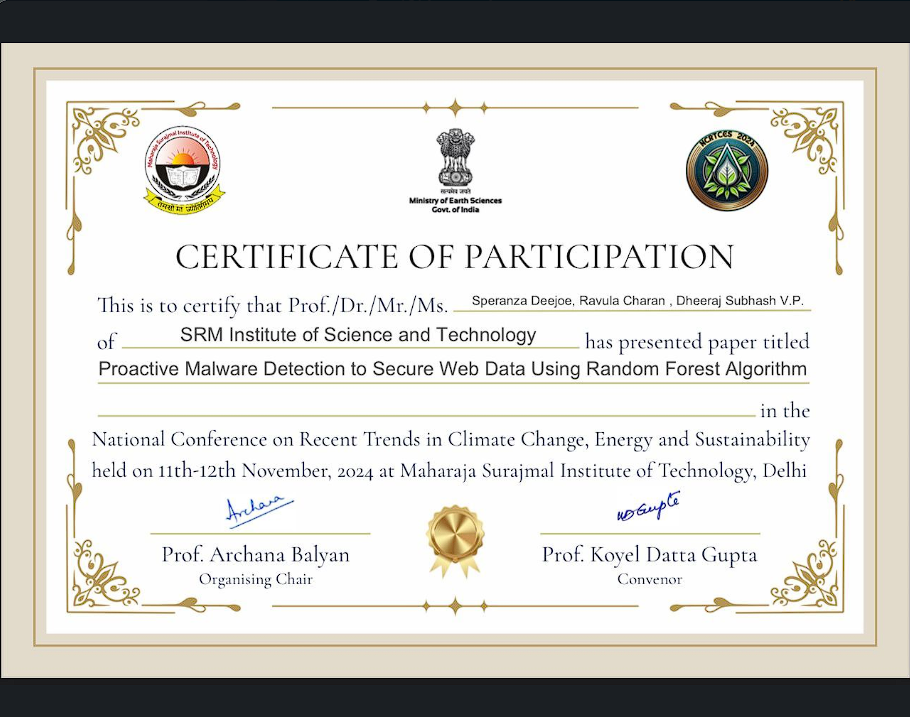 Maharaja Surajmal Institute of Technology
तमसो मा ज्योतिर्गमय
सत्यमेव जयते
Ministry of Earth Sciences
Govt. of India
NCRTCES 2024
CERTIFICATE OF PARTICIPATION
This is to certify that Prof./Dr./Mr./Ms. Speranza Deejoe, Ravula Charan , Dheeraj Subhash V.P.
of SRM Institute of Science and Technology has presented paper titled
Proactive Malware Detection to Secure Web Data Using Random Forest Algorithm
in the
National Conference on Recent Trends in Climate Change, Energy and Sustainability
held on 11th-12th November, 2024 at Maharaja Surajmal Institute of Technology, Delhi
Archana
KDGupta
Prof. Archana Balyan
Prof. Koyel Datta Gupta
Organising Chair
Convenor